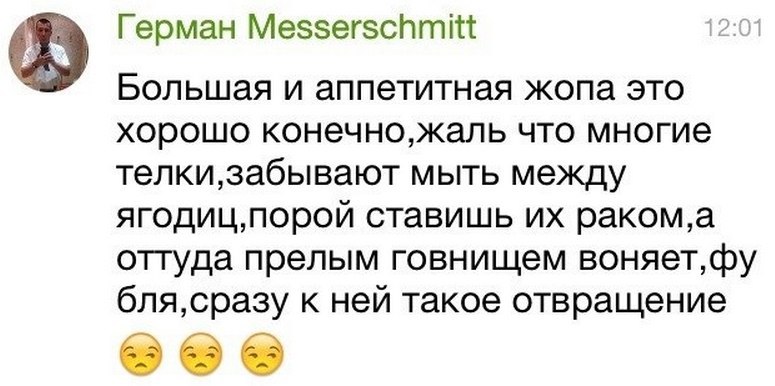 Герман Messerschmitt 12:01
Большая и аппетитная жопа это
хорошо конечно,жаль что многие
телки,забывают мыть между
ягодиц,порой ставишь их раком,а
оттуда прелым говнищем воняет,фу
бля,сразу к ней такое отвращение
😒 😒 😒